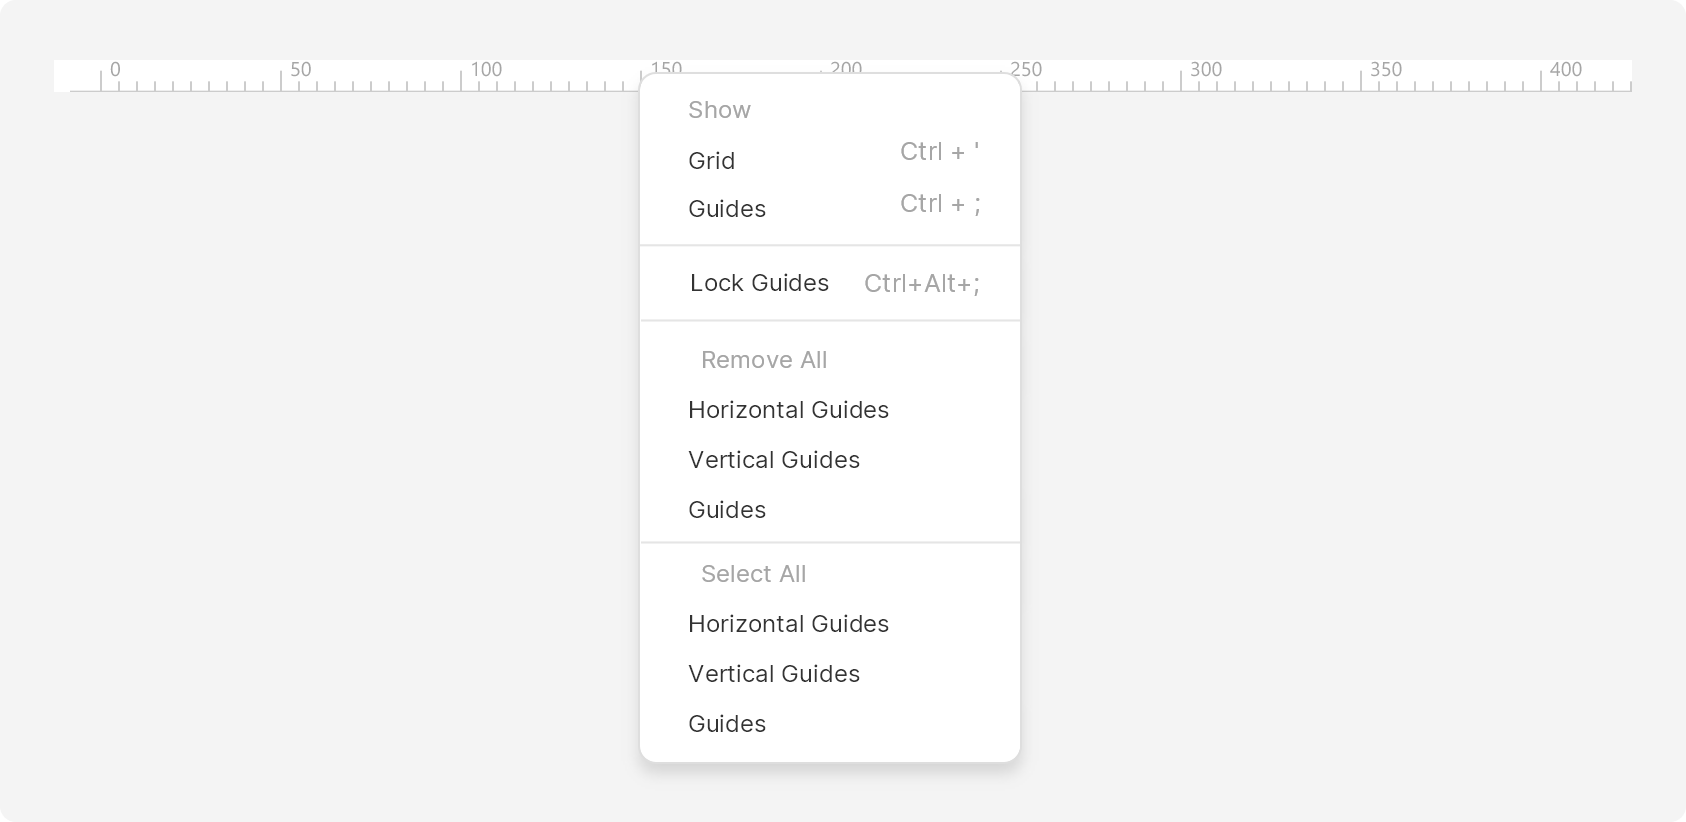 0 50 100 150 200 250 300 350 400
Show
Grid Ctrl + '
Guides Ctrl + ;
Lock Guides Ctrl+Alt+;
Remove All
Horizontal Guides
Vertical Guides
Guides
Select All
Horizontal Guides
Vertical Guides
Guides